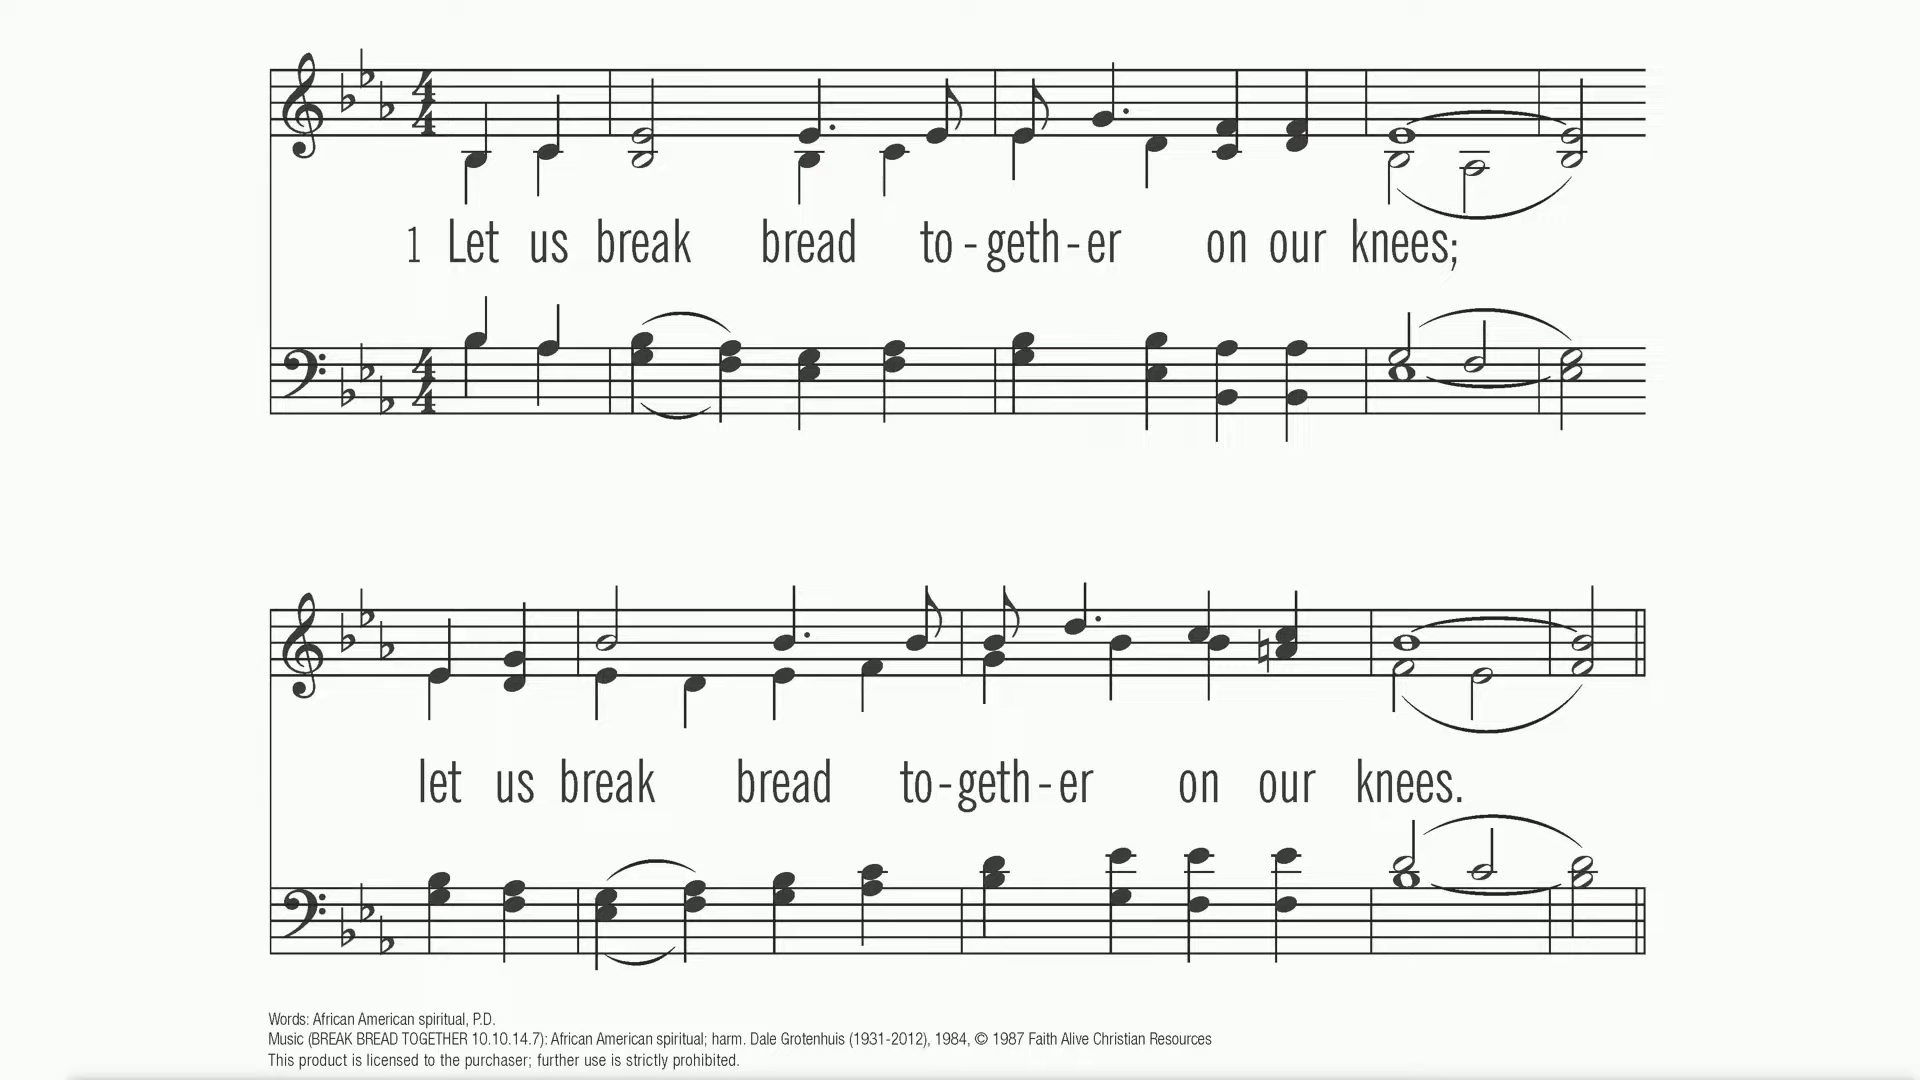 1 Let us break bread to - geth - er on our knees;
let us break bread to - geth - er on our knees.
Words: African American spiritual, P.D.
Music (BREAK BREAD TOGETHER 10.10.14.7): African American spiritual; harm. Dale Grotenhuis (1931-2012), 1984, © 1987 Faith Alive Christian Resources
This product is licensed to the purchaser; further use is strictly prohibited.